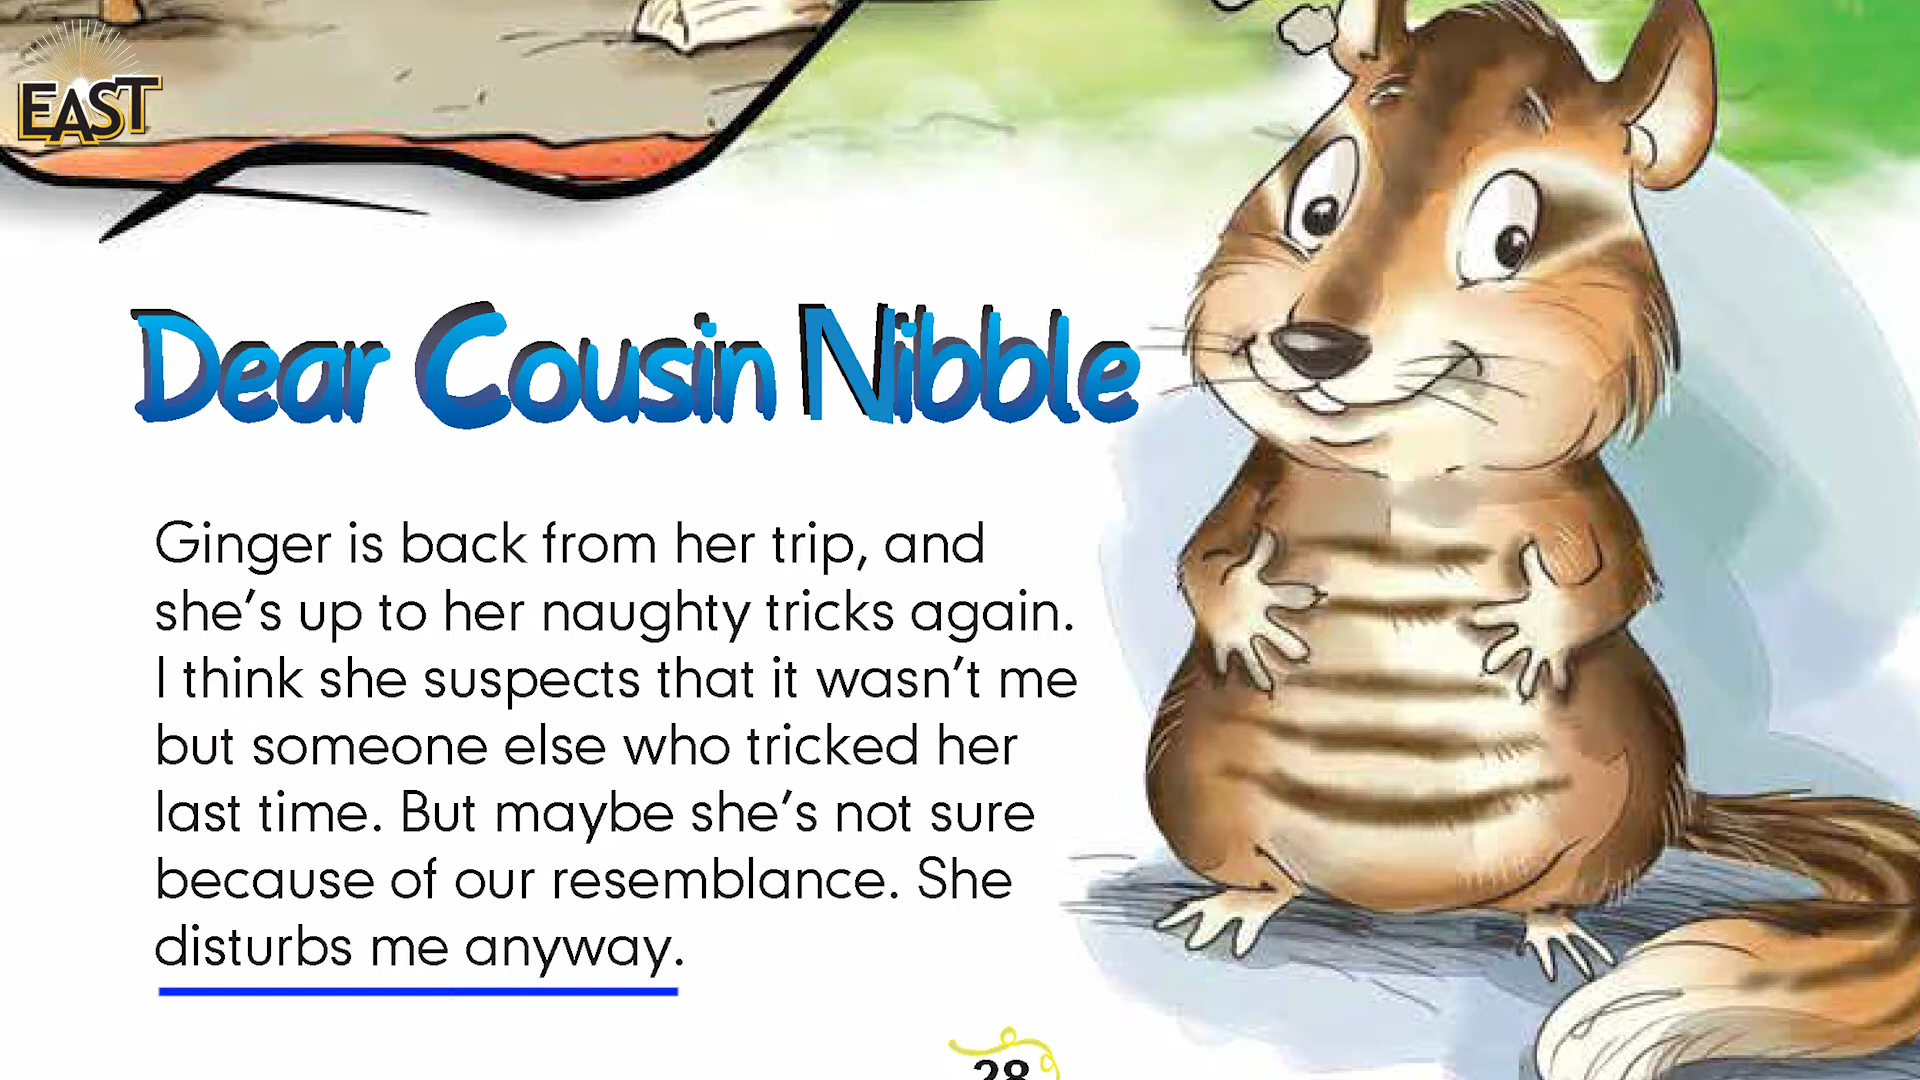 EAST
Dear Cousin Nibble
Ginger is back from her trip, and
she's up to her naughty tricks again.
I think she suspects that it wasn't me
but someone else who tricked her
last time. But maybe she's not sure
because of our resemblance. She
disturbs me anyway.
28